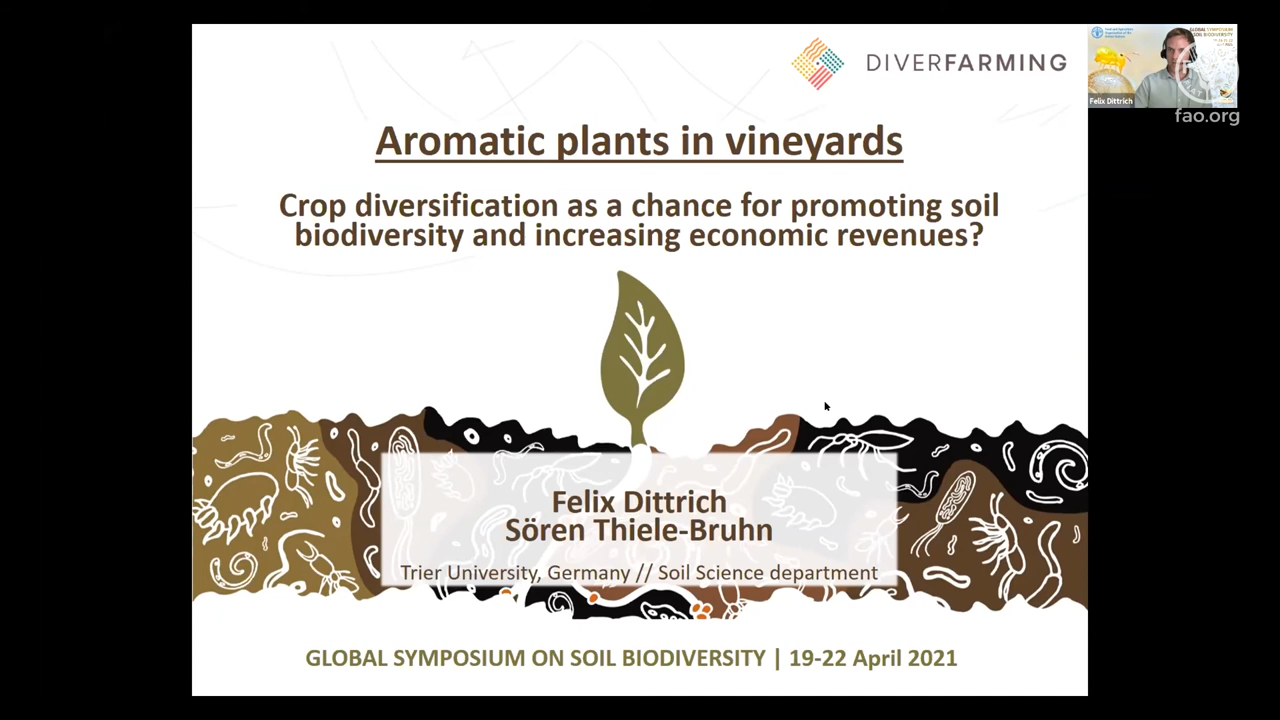 DIVERFARMING
Felix Dittrich
fao.org
Aromatic plants in vineyards
Crop diversification as a chance for promoting soil
biodiversity and increasing economic revenues?
Felix Dittrich
Sören Thiele-Bruhn
Trier University, Germany // Soil Science department
GLOBAL SYMPOSIUM ON SOIL BIODIVERSITY | 19-22 April 2021